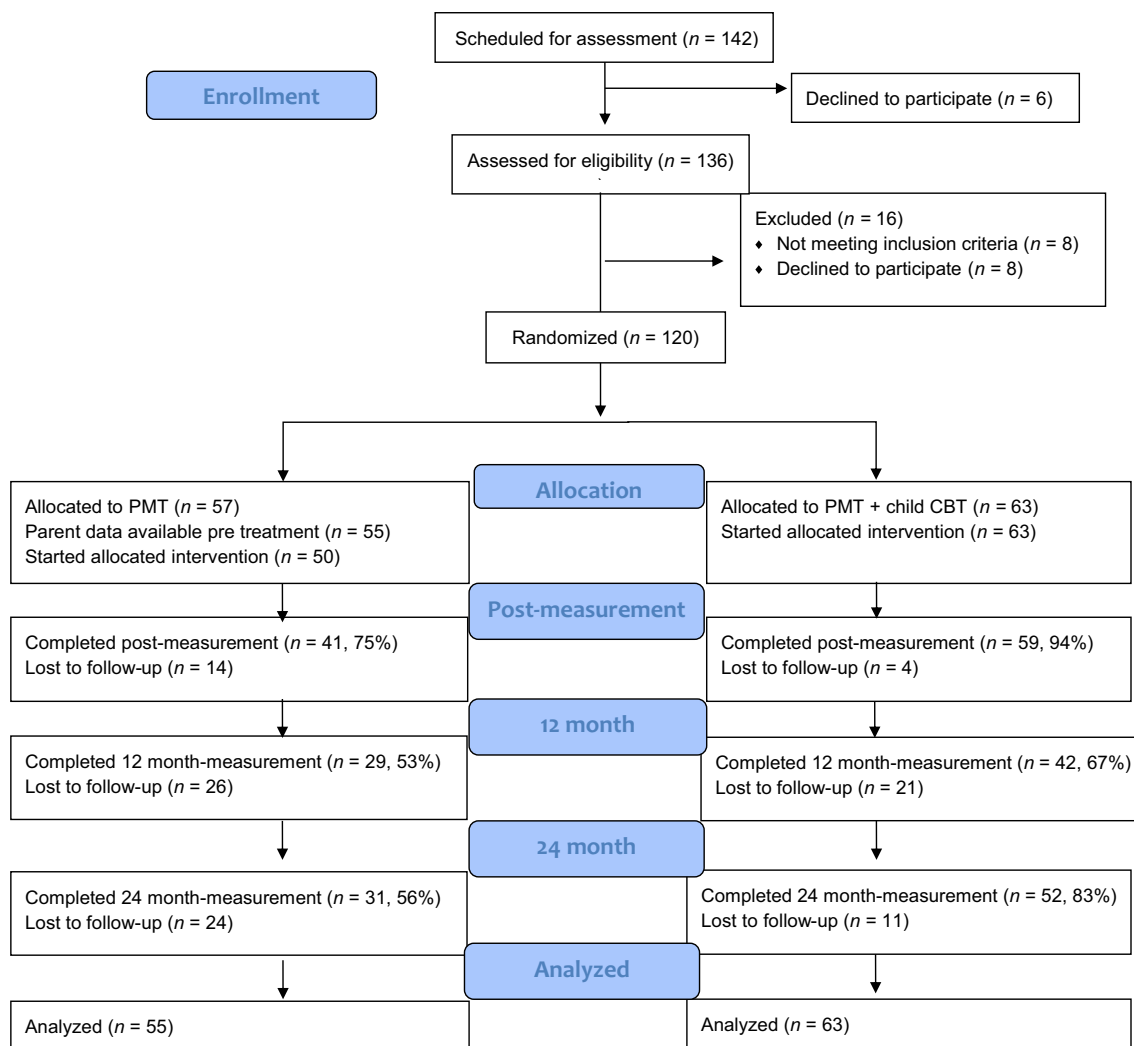 Scheduled for assessment (n = 142)
Enrollment
Declined to participate (n = 6)
Assessed for eligibility (n = 136)
Excluded (n = 16)
♦ Not meeting inclusion criteria (n = 8)
♦ Declined to participate (n = 8)
Randomized (n = 120)
Allocation
Allocated to PMT (n = 57)
Parent data available pre treatment (n = 55)
Started allocated intervention (n = 50)
Allocated to PMT + child CBT (n = 63)
Started allocated intervention (n = 63)
Post-measurement
Completed post-measurement (n = 41, 75%)
Lost to follow-up (n = 14)
Completed post-measurement (n = 59, 94%)
Lost to follow-up (n = 4)
12 month
Completed 12 month-measurement (n = 29, 53%)
Lost to follow-up (n = 26)
Completed 12 month-measurement (n = 42, 67%)
Lost to follow-up (n = 21)
24 month
Completed 24 month-measurement (n = 31, 56%)
Lost to follow-up (n = 24)
Completed 24 month-measurement (n = 52, 83%)
Lost to follow-up (n = 11)
Analyzed
Analyzed (n = 55)
Analyzed (n = 63)